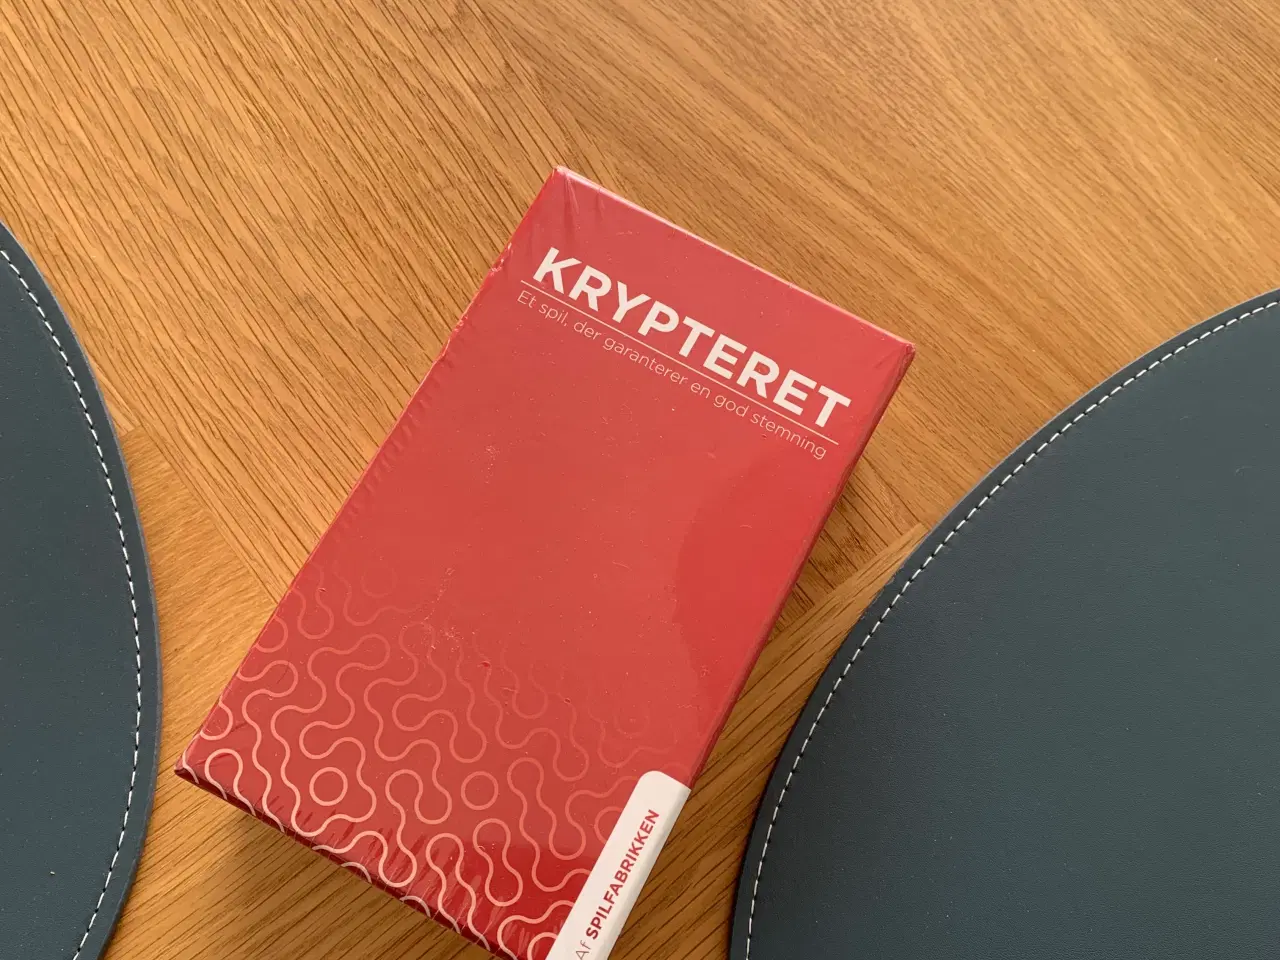 KRYPTERET
Et spil, der garanterer en god stemning
Af SPILFABRIKKEN